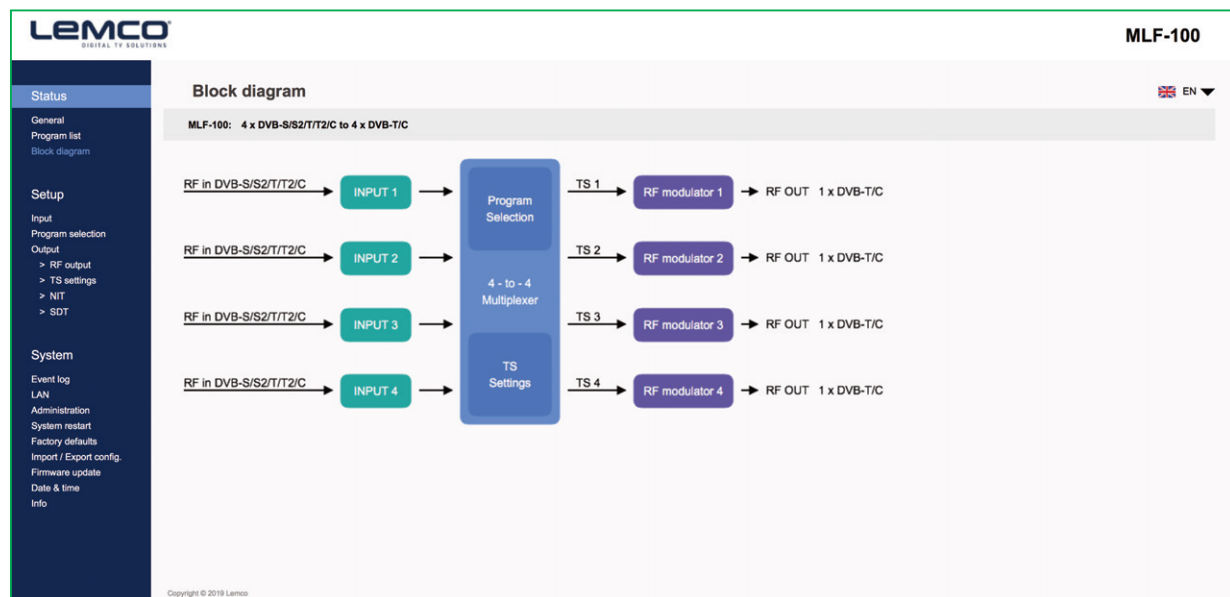 LEMCO
DIGITAL TV SOLUTIONS
MLF-100
Status
General
Program list
Block diagram
Setup
Input
Program selection
Output
> RF output
> TS settings
> NIT
> SDT
System
Event log
LAN
Administration
System restart
Factory defaults
Import / Export config.
Firmware update
Date & time
Info
Block diagram
EN
MLF-100: 4 x DVB-S/S2/T/T2/C to 4 x DVB-T/C
RF in DVB-S/S2/T/T2/C
INPUT 1
RF in DVB-S/S2/T/T2/C
INPUT 2
RF in DVB-S/S2/T/T2/C
INPUT 3
RF in DVB-S/S2/T/T2/C
INPUT 4
Program
Selection
4 - to - 4
Multiplexer
TS
Settings
TS 1
RF modulator 1
RF OUT 1 x DVB-T/C
TS 2
RF modulator 2
RF OUT 1 x DVB-T/C
TS 3
RF modulator 3
RF OUT 1 x DVB-T/C
TS 4
RF modulator 4
RF OUT 1 x DVB-T/C
Copyright © 2019 Lemco